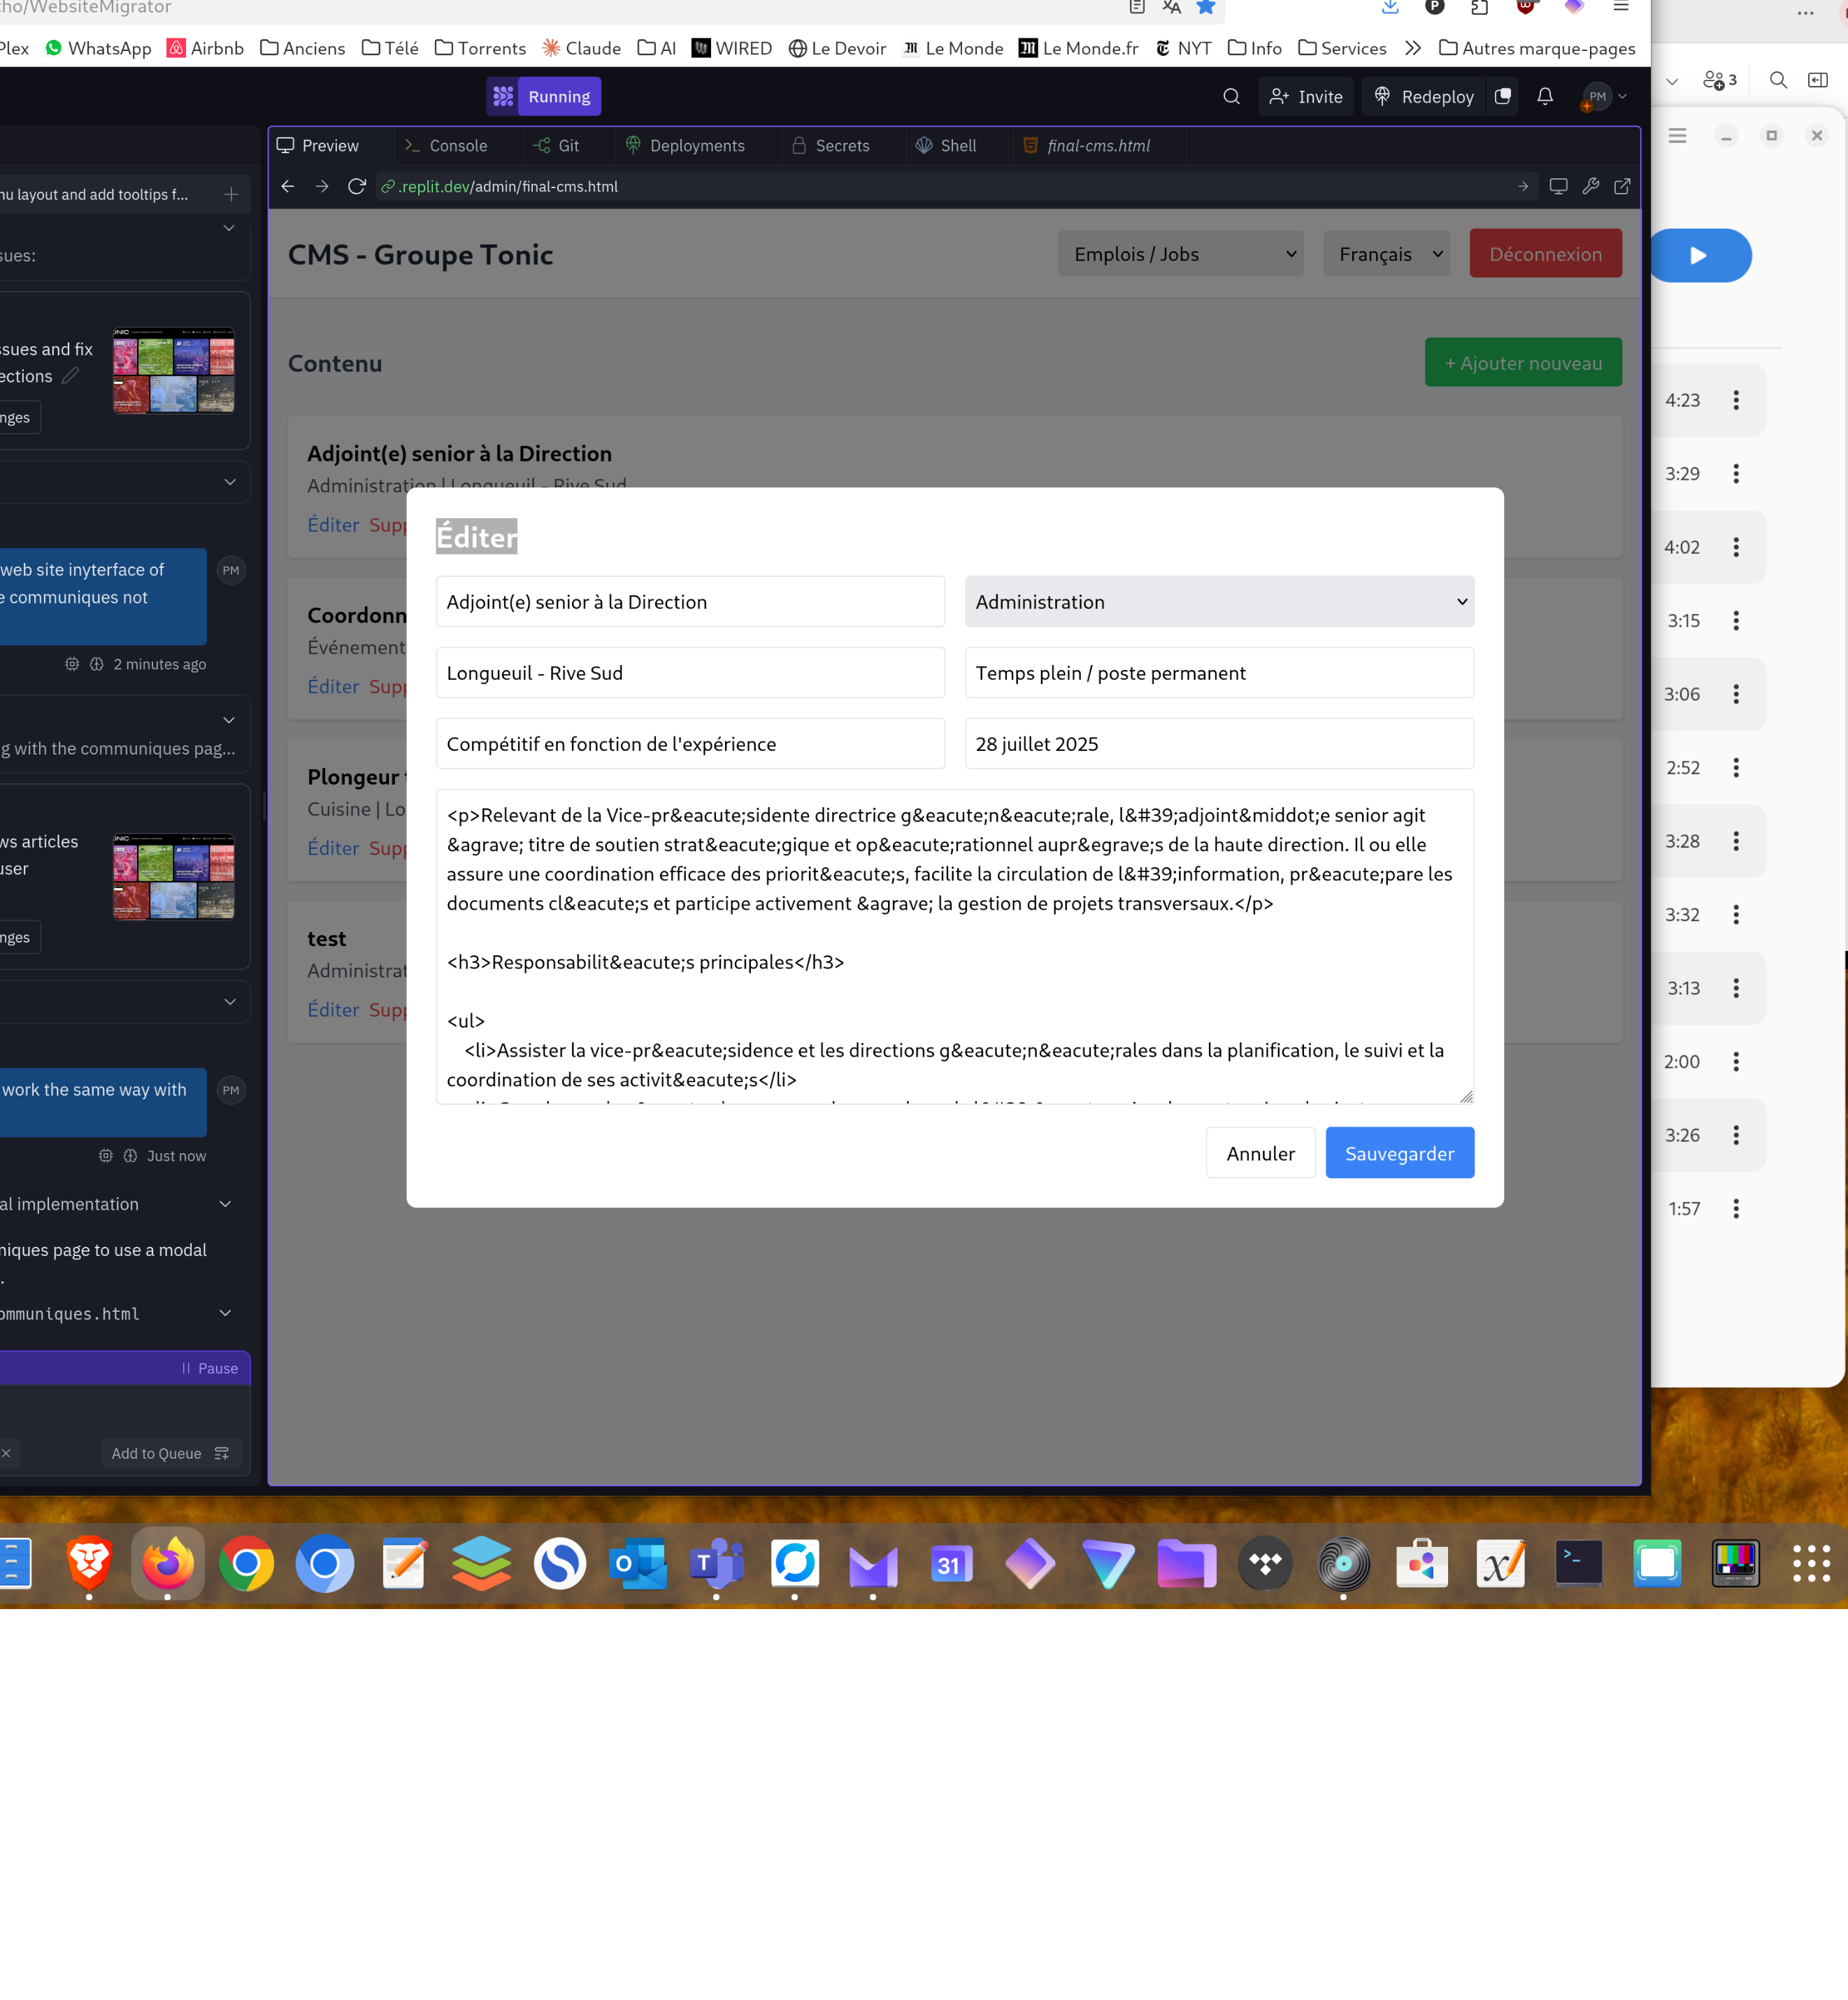 tho/WebsiteMigrator
Plex WhatsApp Airbnb Anciens Télé Torrents Claude AI WIRED Le Devoir Le Monde Le Monde.fr NYT Info Services Autres marque-pages
Running
Invite
Redeploy
PM
3
Preview
Console
Git
Deployments
Secrets
Shell
final-cms.html
.replit.dev/admin/final-cms.html
nu layout and add tooltips f...
sues:
ssues and fix
ections
nges
web site inyterface of
e communiques not
PM
2 minutes ago
g with the communiques pag...
ws articles
user
nges
work the same way with
PM
Just now
al implementation
niques page to use a modal
.
ommuniques.html
Pause
Add to Queue
CMS - Groupe Tonic
Emplois / Jobs
Français
Déconnexion
Contenu
+ Ajouter nouveau
Adjoint(e) senior à la Direction
Administration | Longueuil - Rive Sud
Éditer Supp
Coordonn
Événement
Éditer Supp
Plongeur
Cuisine | Lo
Éditer Supp
test
Administrat
Éditer Supp
Éditer
Adjoint(e) senior à la Direction
Administration
Longueuil - Rive Sud
Temps plein / poste permanent
Compétitif en fonction de l'expérience
28 juillet 2025
<p>Relevant de la Vice-pr&eacute;sidente directrice g&eacute;n&eacute;rale, l&#39;adjoint&middot;e senior agit
&agrave; titre de soutien strat&eacute;gique et op&eacute;rationnel aupr&egrave;s de la haute direction. Il ou elle
assure une coordination efficace des priorit&eacute;s, facilite la circulation de l&#39;information, pr&eacute;pare les
documents cl&eacute;s et participe activement &agrave; la gestion de projets transversaux.</p>
<h3>Responsabilit&eacute;s principales</h3>
<ul>
<li>Assister la vice-pr&eacute;sidence et les directions g&eacute;n&eacute;rales dans la planification, le suivi et la
coordination de ses activit&eacute;s</li>
Annuler
Sauvegarder
4:23
3:29
4:02
3:15
3:06
2:52
3:28
3:32
3:13
2:00
3:26
1:57
31